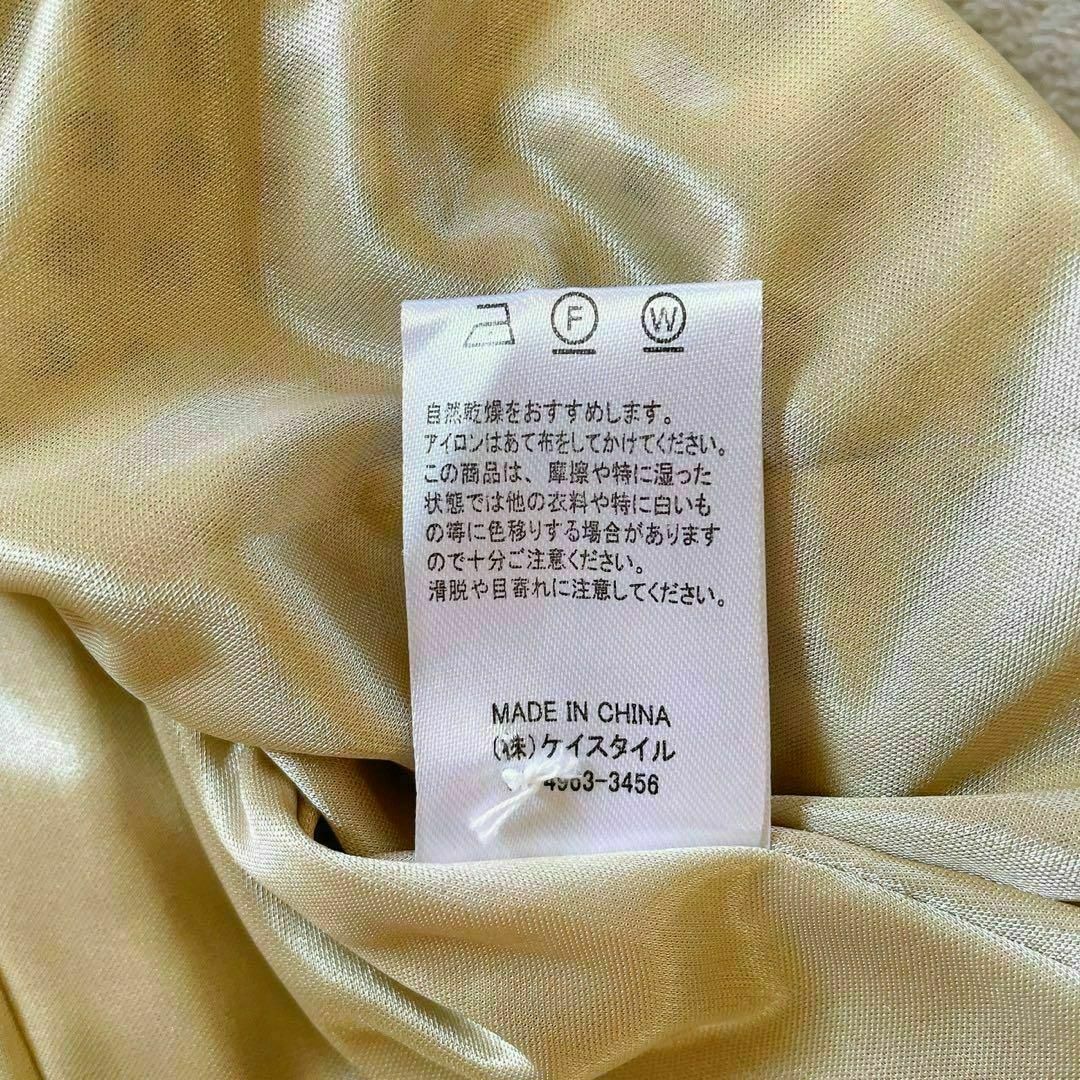 F W
自然乾燥をおすすめします。
アイロンはあて布をしてかけてください。
この商品は、摩擦や特に湿った
状態では他の衣料や特に白いも
の等に色移りする場合があります
ので十分ご注意ください。
滑脱や目寄れに注意してください。
MADE IN CHINA
(株)ケイスタイル
4963-3456